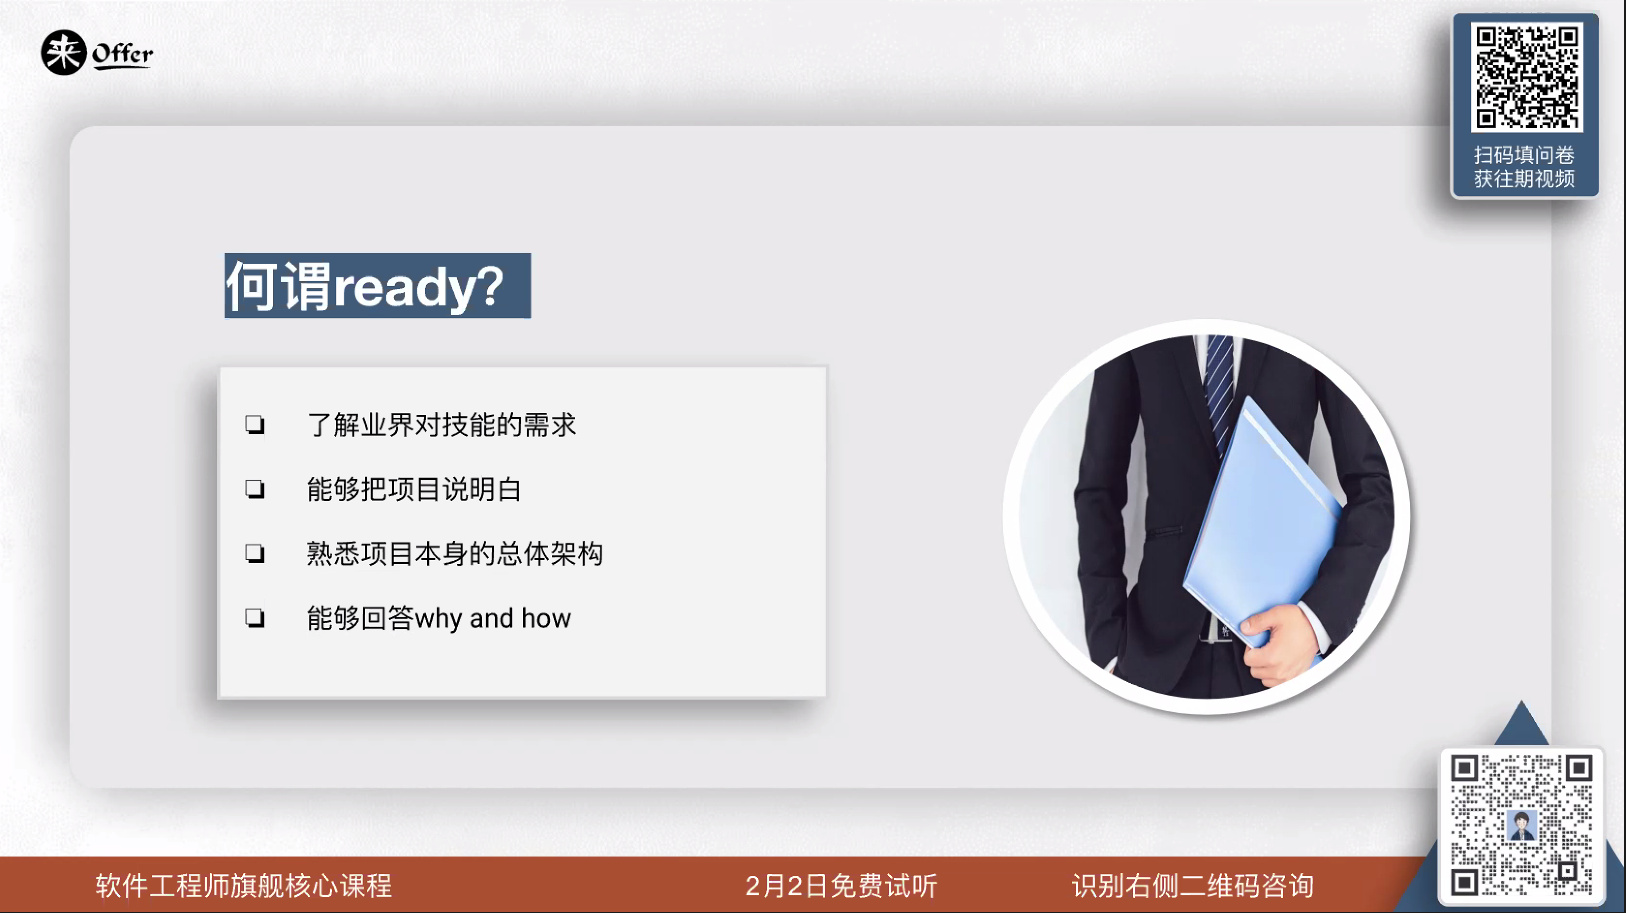 来Offer
扫码填问卷
获往期视频
何谓ready?
了解业界对技能的需求
能够把项目说明白
熟悉项目本身的总体架构
能够回答why and how
软件工程师旗舰核心课程
2月2日免费试听
识别右侧二维码咨询